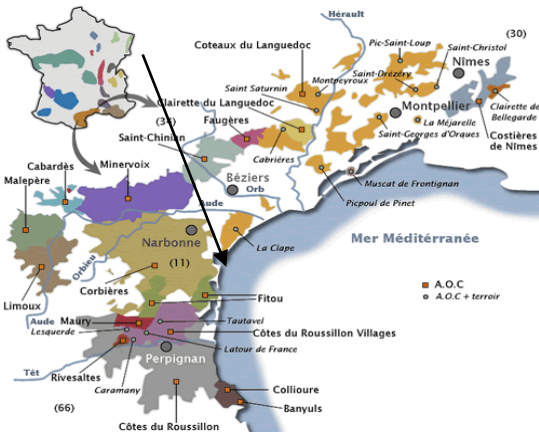 Hérault
(30)
Coteaux du Languedoc
Pic-Saint-Loup
Saint-Christol
Saint-Drézéry
Nîmes
Saint Saturnin
Montpeyroux
Clairette du Languedoc
Montpellier
Clairette de
Bellegarde
(34)
Faugères
La Méjarelle
Saint-Chinian
Saint-Georges d'Orques
Costières
de Nîmes
Cabrières
Cabardès
Minervoix
Malepère
Béziers
Orb
Muscat de Frontignan
Picpoul de Pinet
Aude
Narbonne
La Clape
Mer Méditérranée
Orbieu
(11)
Corbières
Limoux
A.O.C
A.O.C + terroir
Fitou
Aude
Maury
Tautavel
Lesquerde
Côtes du Roussillon Villages
Perpignan
Latour de France
Rivesaltes
Têt
Caramany
Collioure
(66)
Banyuls
Côtes du Roussillon